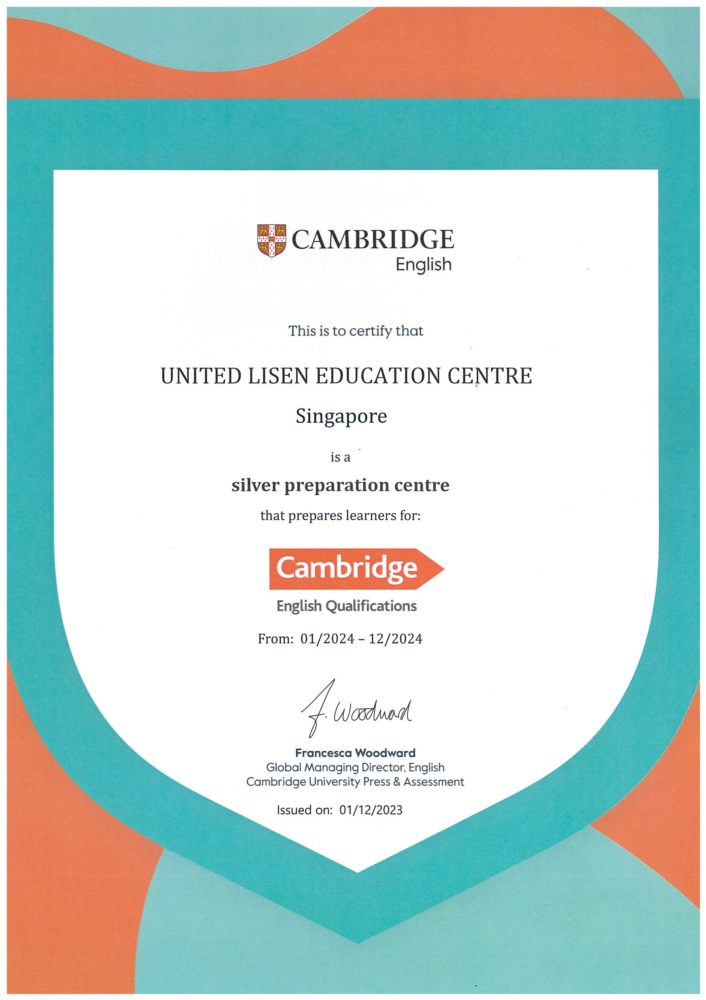 CAMBRIDGE
English
This is to certify that
UNITED LISEN EDUCATION CENTRE
Singapore
is a
silver preparation centre
that prepares learners for:
Cambridge
English Qualifications
From: 01/2024 – 12/2024
F. Woodward
Francesca Woodward
Global Managing Director, English
Cambridge University Press & Assessment
Issued on: 01/12/2023